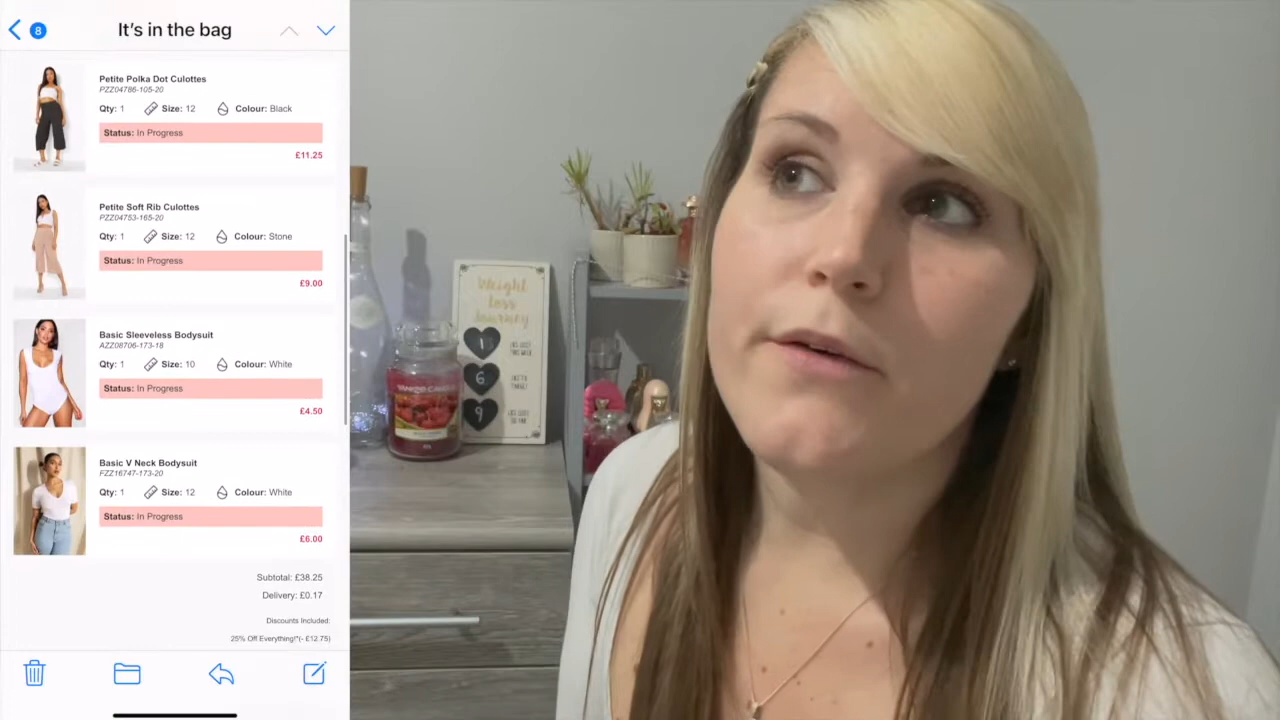 8
It's in the bag
Petite Polka Dot Culottes
PZZ04786-105-20
Qty: 1 Size: 12 Colour: Black
Status: In Progress
£11.25
Petite Soft Rib Culottes
PZZ04753-165-20
Qty: 1 Size: 12 Colour: Stone
Status: In Progress
£9.00
Basic Sleeveless Bodysuit
AZZ08706-173-18
Qty: 1 Size: 10 Colour: White
Status: In Progress
£4.50
Basic V Neck Bodysuit
FZZ16747-173-20
Qty: 1 Size: 12 Colour: White
Status: In Progress
£6.00
Subtotal: £38.25
Delivery: £0.17
Discounts Included:
25% Off Everything!*(- £12.75)
Weight
Loss
Journey
1
6
9
YANKEE CANDLE